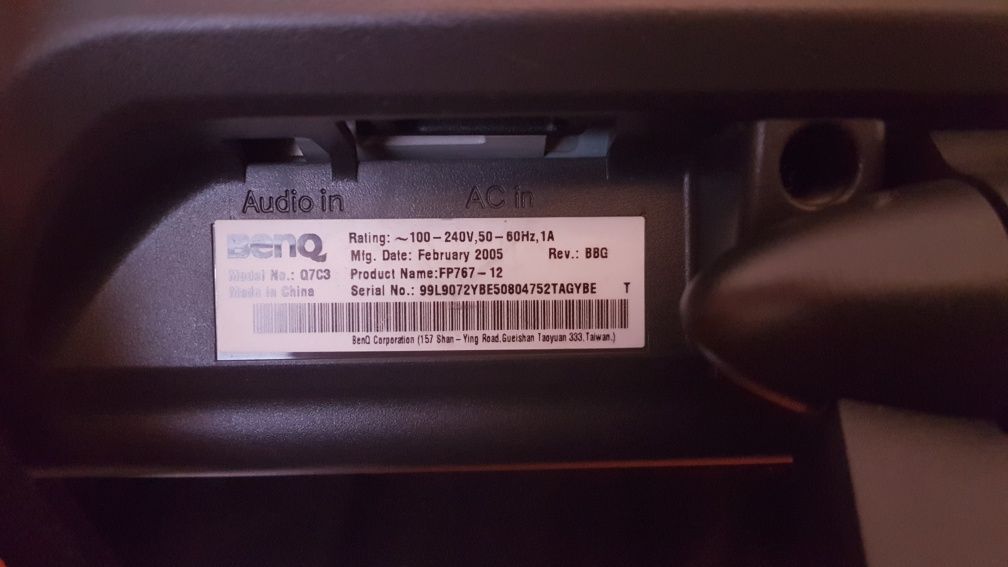 Audio in
AC in
BenQ
Rating: ~100-240V,50-60Hz,1A
Mfg. Date: February 2005 Rev.: BBG
Model No.: Q7C3 Product Name:FP767-12
Made in China Serial No.: 99L9072YBE50804752TAGYBE T
BenQ Corporation (157 Shan-Ying Road,Gueishan Taoyuan 333,Taiwan.)